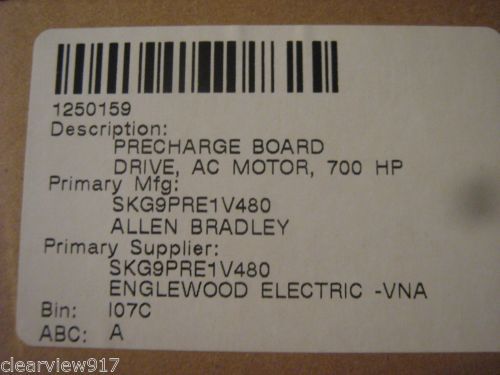 1250159
Description:
PRECHARGE BOARD
DRIVE, AC MOTOR, 700 HP
Primary Mfg:
SKG9PRE1V480
ALLEN BRADLEY
Primary Supplier:
SKG9PRE1V480
ENGLEWOOD ELECTRIC -VNA
Bin: I07C
ABC: A
clearview917